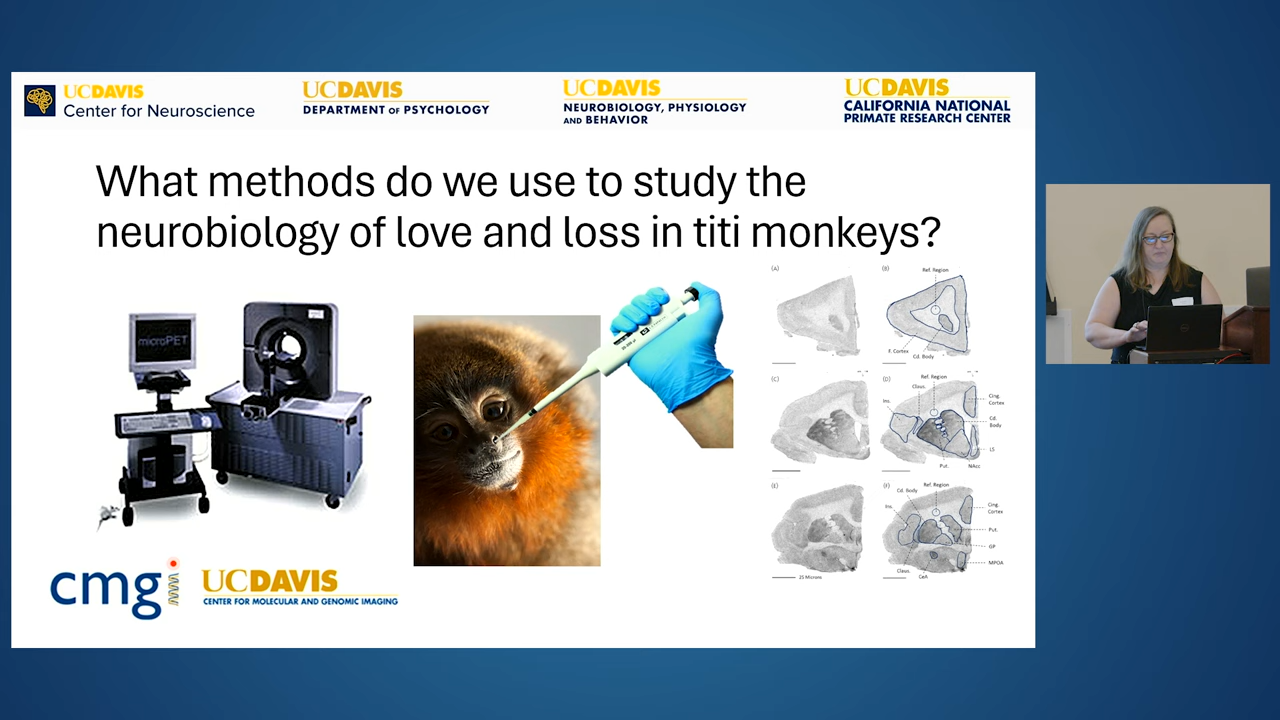 UCDAVIS
Center for Neuroscience
UCDAVIS
DEPARTMENT OF PSYCHOLOGY
UCDAVIS
NEUROBIOLOGY, PHYSIOLOGY
AND BEHAVIOR
UCDAVIS
CALIFORNIA NATIONAL
PRIMATE RESEARCH CENTER
What methods do we use to study the
neurobiology of love and loss in titi monkeys?
microPET
(A)
(B)
Ref. Region
F. Cortex
Cd. Body
(C)
(D)
Ref. Region
Claus.
Ins.
Cing.
Cortex
Cd.
Body
LS
Put.
NAcc
(E)
(F)
Cd. Body
Ref. Region
Ins.
Cing.
Cortex
Put.
GP
MPOA
Claus.
CeA
25 Microns
cmgi
UCDAVIS
CENTER FOR MOLECULAR AND GENOMIC IMAGING